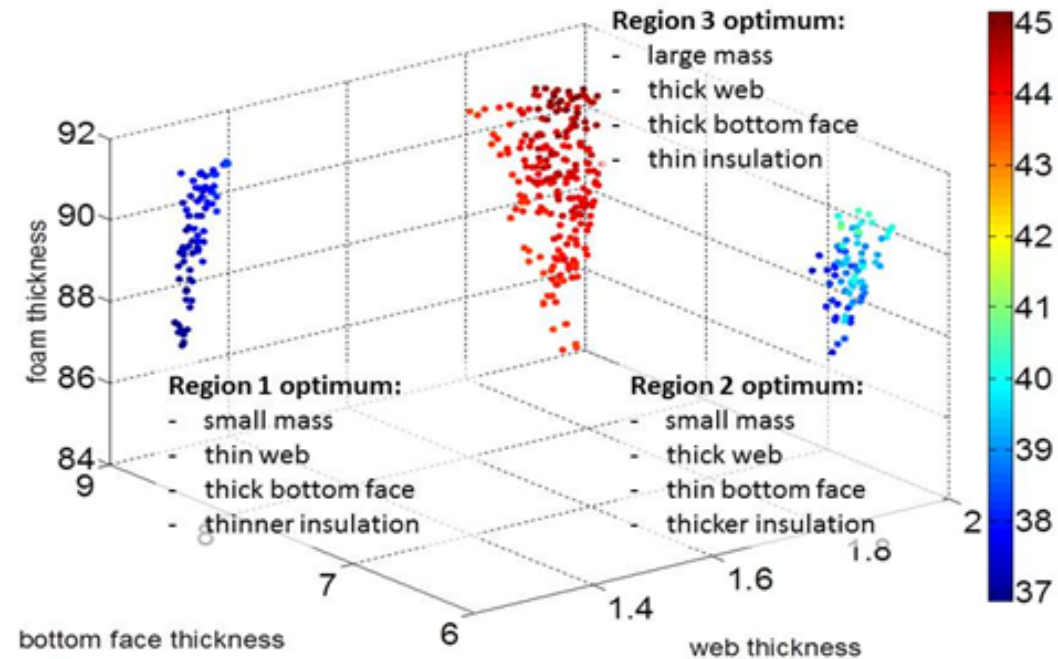 Region 3 optimum:
- large mass
- thick web
- thick bottom face
- thin insulation
45
44
43
42
41
40
39
38
37
92
90
88
86
84
foam thickness
Region 1 optimum:
- small mass
- thin web
- thick bottom face
- thinner insulation
Region 2 optimum:
- small mass
- thick web
- thin bottom face
- thicker insulation
9
8
7
6
bottom face thickness
1.4
1.6
1.8
2
web thickness